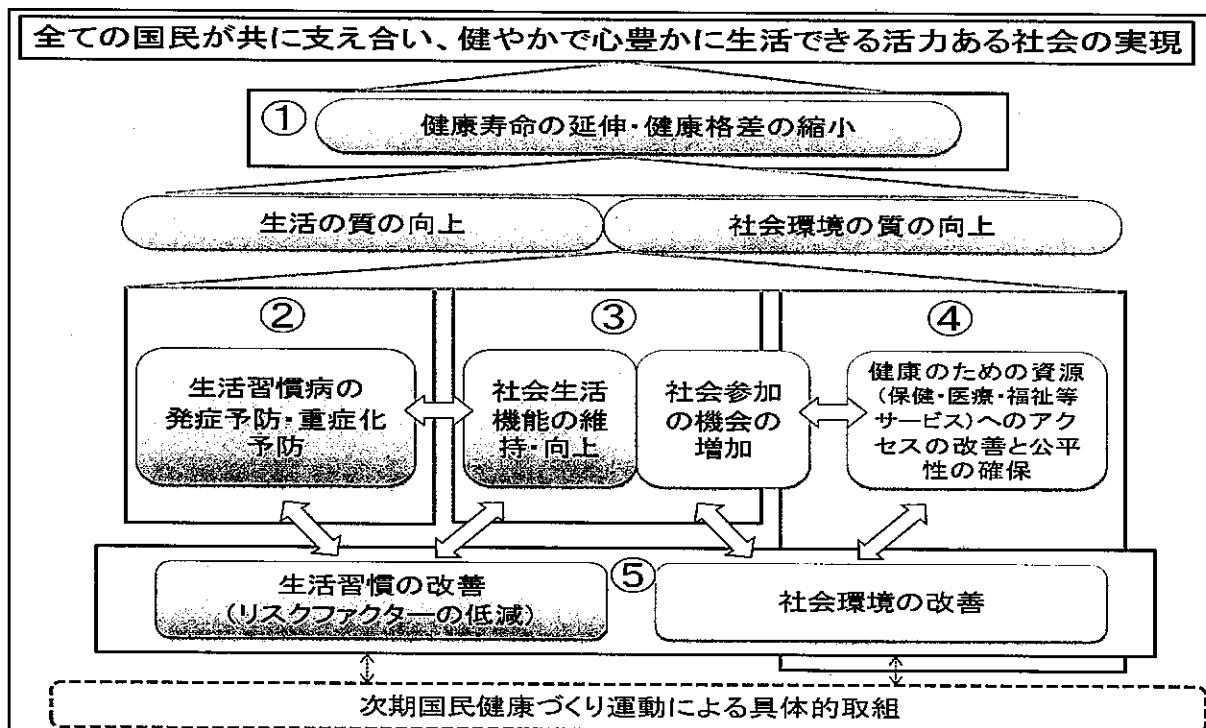 全ての国民が共に支え合い、健やかで心豊かに生活できる活力ある社会の実現
①
健康寿命の延伸・健康格差の縮小
生活の質の向上
社会環境の質の向上
②
生活習慣病の
発症予防・重症化
予防
③
社会生活
機能の維
持・向上
社会参加
の機会の
増加
④
健康のための資源
(保健・医療・福祉等
サービス)へのアク
セスの改善と公平
性の確保
⑤
生活習慣の改善
(リスクファクターの低減)
社会環境の改善
次期国民健康づくり運動による具体的取組